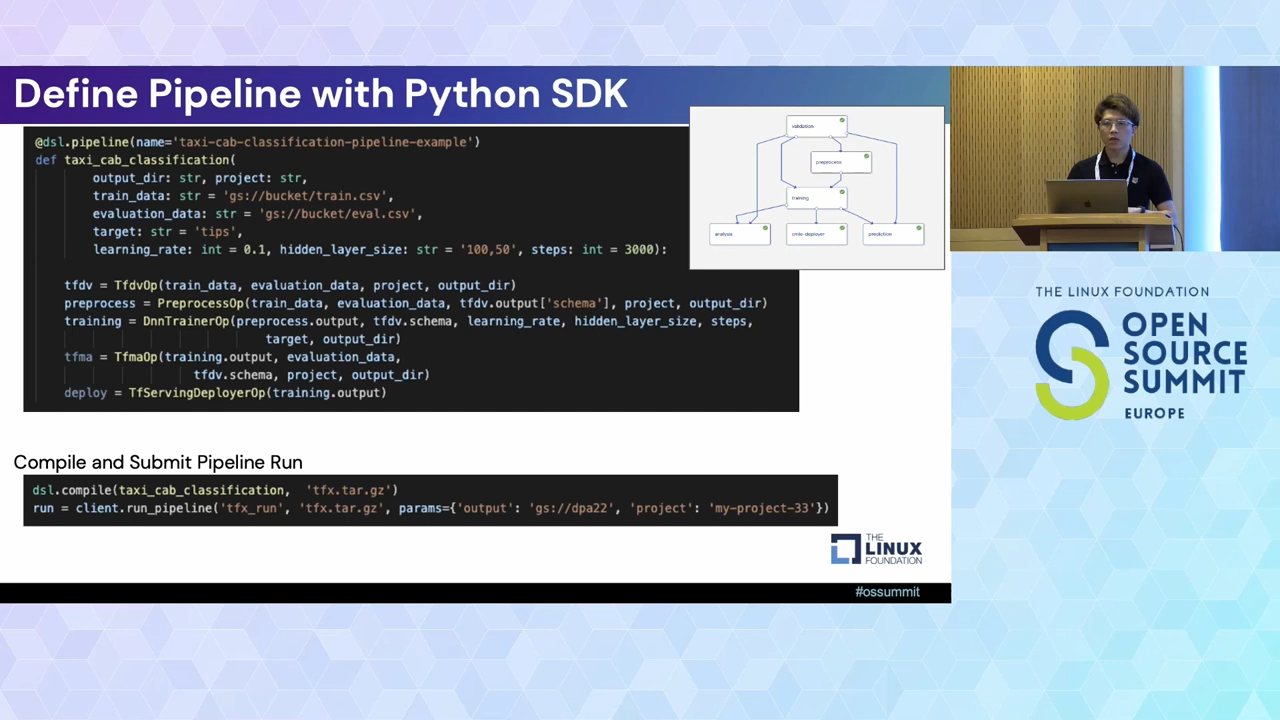 Define Pipeline with Python SDK
@dsl.pipeline(name='taxi-cab-classification-pipeline-example')
def taxi_cab_classification(
output_dir: str, project: str,
train_data: str = 'gs://bucket/train.csv',
evaluation_data: str = 'gs://bucket/eval.csv',
target: str = 'tips',
learning_rate: int = 0.1, hidden_layer_size: str = '100,50', steps: int = 3000):
tfdv = TfdvOp(train_data, evaluation_data, project, output_dir)
preprocess = PreprocessOp(train_data, evaluation_data, tfdv.output['schema'], project, output_dir)
training = DnnTrainerOp(preprocess.output, tfdv.schema, learning_rate, hidden_layer_size, steps,
target, output_dir)
tfma = TfmaOp(training.output, evaluation_data,
tfdv.schema, project, output_dir)
deploy = TfServingDeployerOp(training.output)
validation
preprocess
training
analysis
cmle-deployer
prediction
Compile and Submit Pipeline Run
dsl.compile(taxi_cab_classification, 'tfx.tar.gz')
run = client.run_pipeline('tfx_run', 'tfx.tar.gz', params={'output': 'gs://dpa22', 'project': 'my-project-33'})
THE
LINUX
FOUNDATION
#ossummit
THE LINUX FOUNDATION
OPEN
SOURCE
SUMMIT
EUROPE